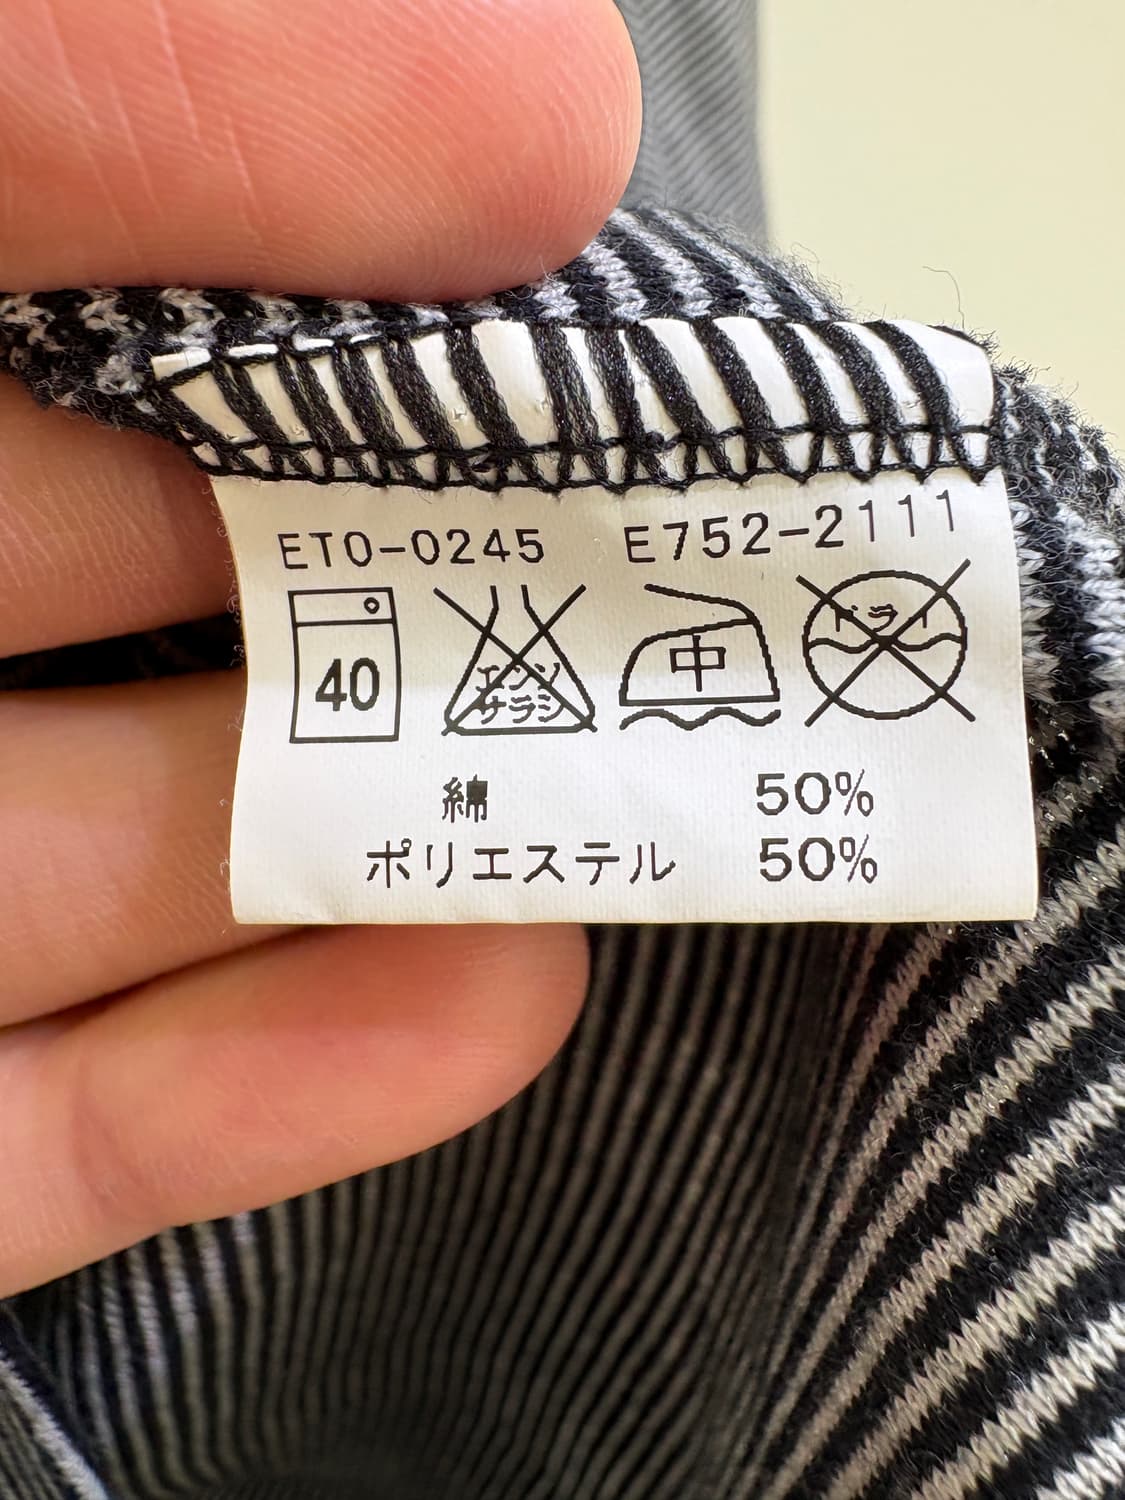 ETO-0245 E752-2111
40 エンソ サラシ 中 ドライ
綿 50%
ポリエステル 50%